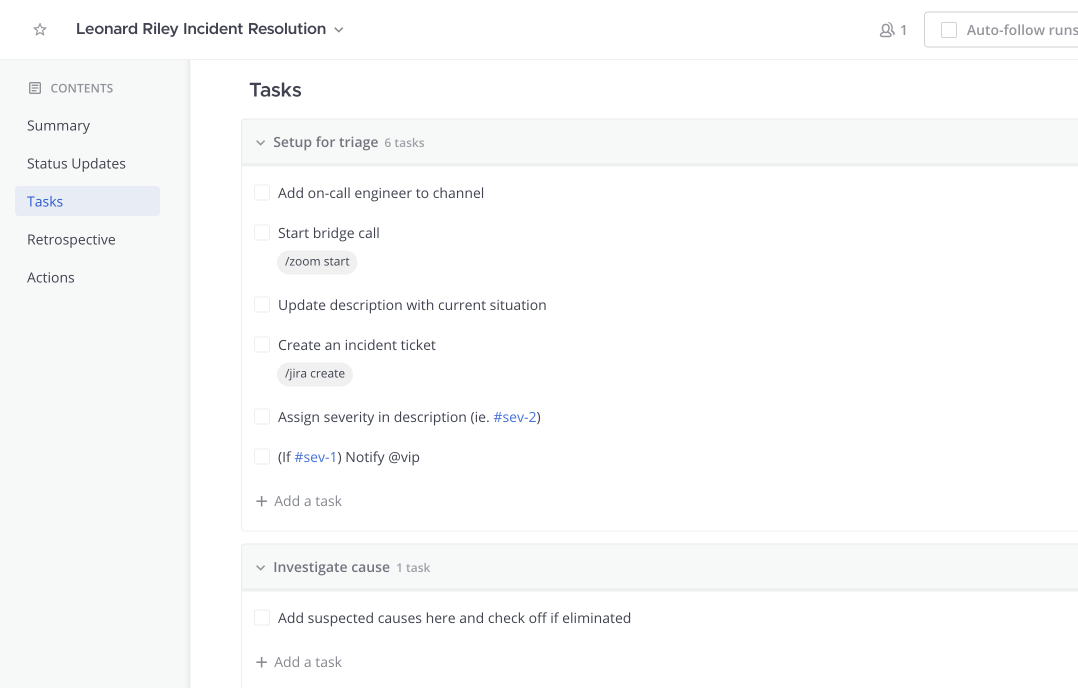 Leonard Riley Incident Resolution
1
Auto-follow runs
CONTENTS
Summary
Status Updates
Tasks
Retrospective
Actions
Tasks
Setup for triage 6 tasks
Add on-call engineer to channel
Start bridge call
/zoom start
Update description with current situation
Create an incident ticket
/jira create
Assign severity in description (ie. #sev-2)
(If #sev-1) Notify @vip
+ Add a task
Investigate cause 1 task
Add suspected causes here and check off if eliminated
+ Add a task